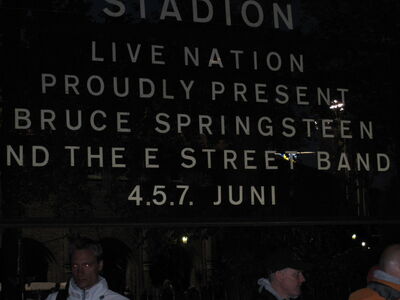 STADION
LIVE NATION
PROUDLY PRESENT
BRUCE SPRINGSTEEN
ND THE E STREET BAND
4.5.7. JUNI